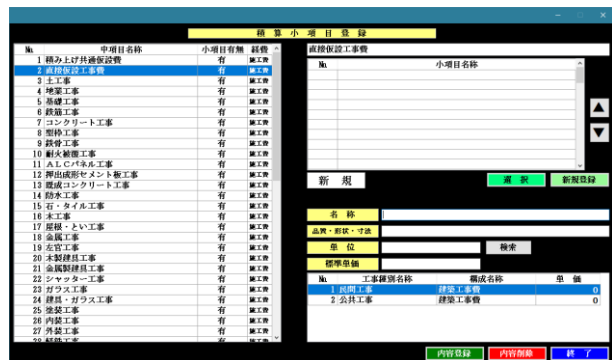 積算小項目登録
No. 中項目名称 小項目有無 経費
1 積み上げ共通仮設費 有 施工費
2 直接仮設工事費 有 施工費
3 土工事 有 施工費
4 地業工事 有 施工費
5 基礎工事 有 施工費
6 鉄筋工事 有 施工費
7 コンクリート工事 有 施工費
8 型枠工事 有 施工費
9 鉄骨工事 有 施工費
10 耐火被覆工事 有 施工費
11 ALCパネル工事 有 施工費
12 押出成形セメント板工事 有 施工費
13 既成コンクリート工事 有 施工費
14 防水工事 有 施工費
15 石・タイル工事 有 施工費
16 木工事 有 施工費
17 屋根・とい工事 有 施工費
18 金属工事 有 施工費
19 左官工事 有 施工費
20 木製建具工事 有 施工費
21 金属製建具工事 有 施工費
22 シャッター工事 有 施工費
23 ガラス工事 有 施工費
24 建具・ガラス工事 有 施工費
25 塗装工事 有 施工費
26 内装工事 有 施工費
27 外装工事 有 施工費
直接仮設工事費
No. 小項目名称
▲
▼
新規 選択 新規登録
名称
品質・形状・寸法
単位 検索
標準単価
No. 工事種別名称 構成名称 単価
1 民間工事 建築工事費 0
2 公共工事 建築工事費 0
内容登録 内容削除 終了